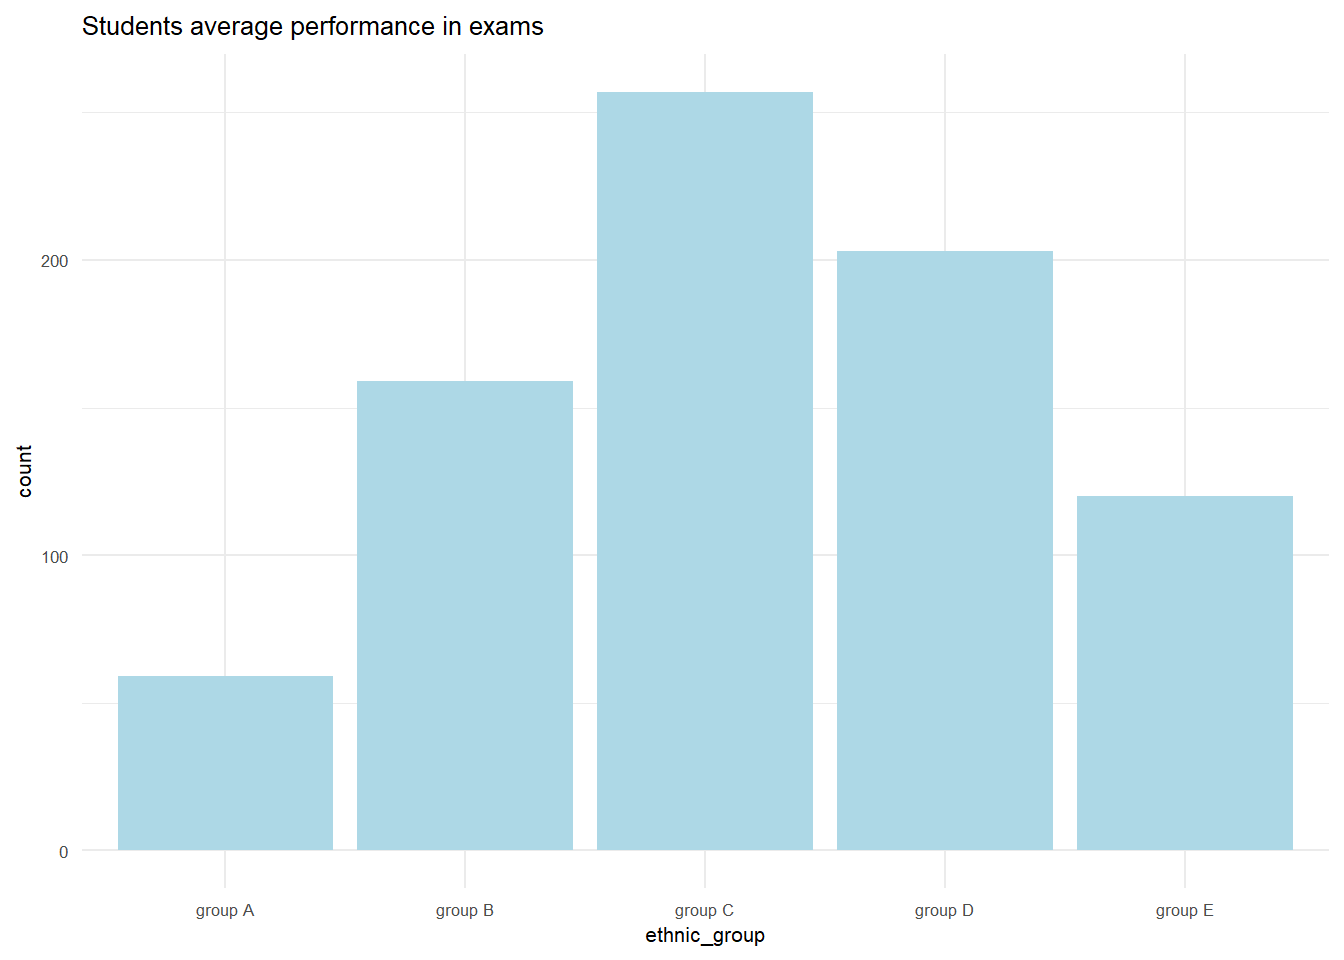 Students average performance in exams
200
100
0
count
group A group B group C group D group E
ethnic_group